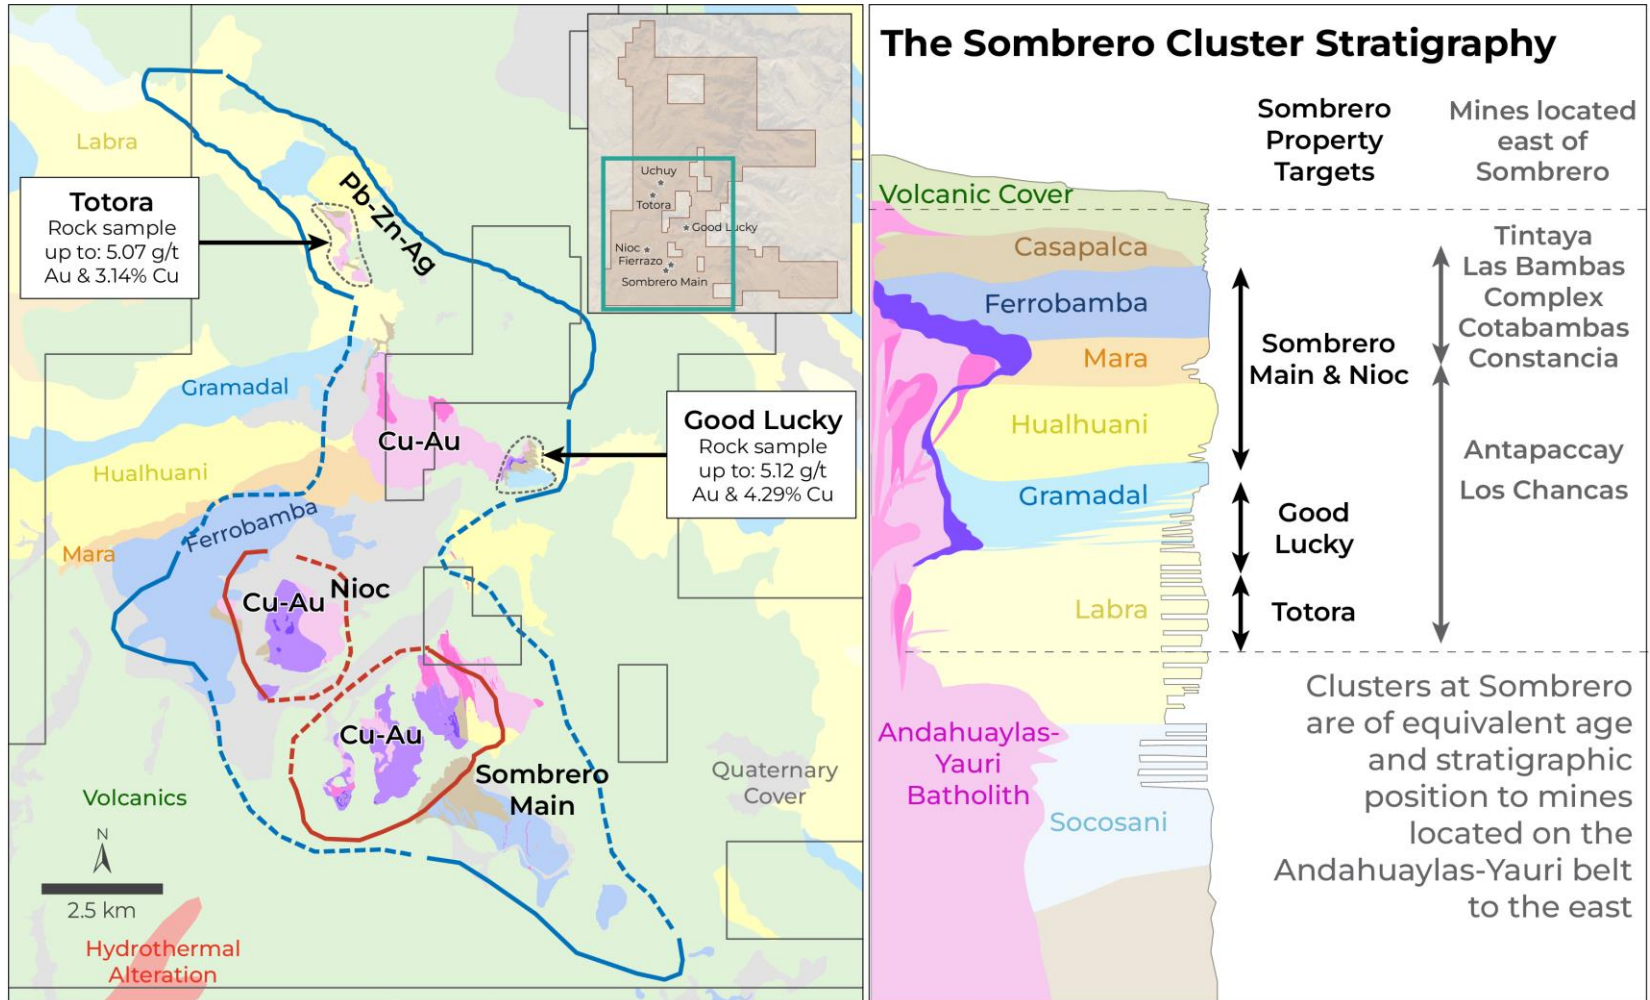 Labra
Totora
Rock sample
up to: 5.07 g/t
Au & 3.14% Cu
Pb-Zn-Ag
Uchuy
Totora
Good Lucky
Nioc
Fierrazo
Sombrero Main
Gramadal
Cu-Au
Good Lucky
Rock sample
up to: 5.12 g/t
Au & 4.29% Cu
Hualhuani
Ferrobamba
Mara
Cu-Au
Nioc
Cu-Au
Sombrero
Main
Quaternary
Cover
Volcanics
N
2.5 km
Hydrothermal
Alteration
The Sombrero Cluster Stratigraphy
Sombrero
Property
Targets
Mines located
east of
Sombrero
Volcanic Cover
Casapalca
Ferrobamba
Mara
Hualhuani
Gramadal
Labra
Andahuaylas-
Yauri
Batholith
Socosani
Sombrero
Main & Nioc
Good
Lucky
Totora
Tintaya
Las Bambas
Complex
Cotabambas
Constancia
Antapaccay
Los Chancas
Clusters at Sombrero
are of equivalent age
and stratigraphic
position to mines
located on the
Andahuaylas-Yauri belt
to the east